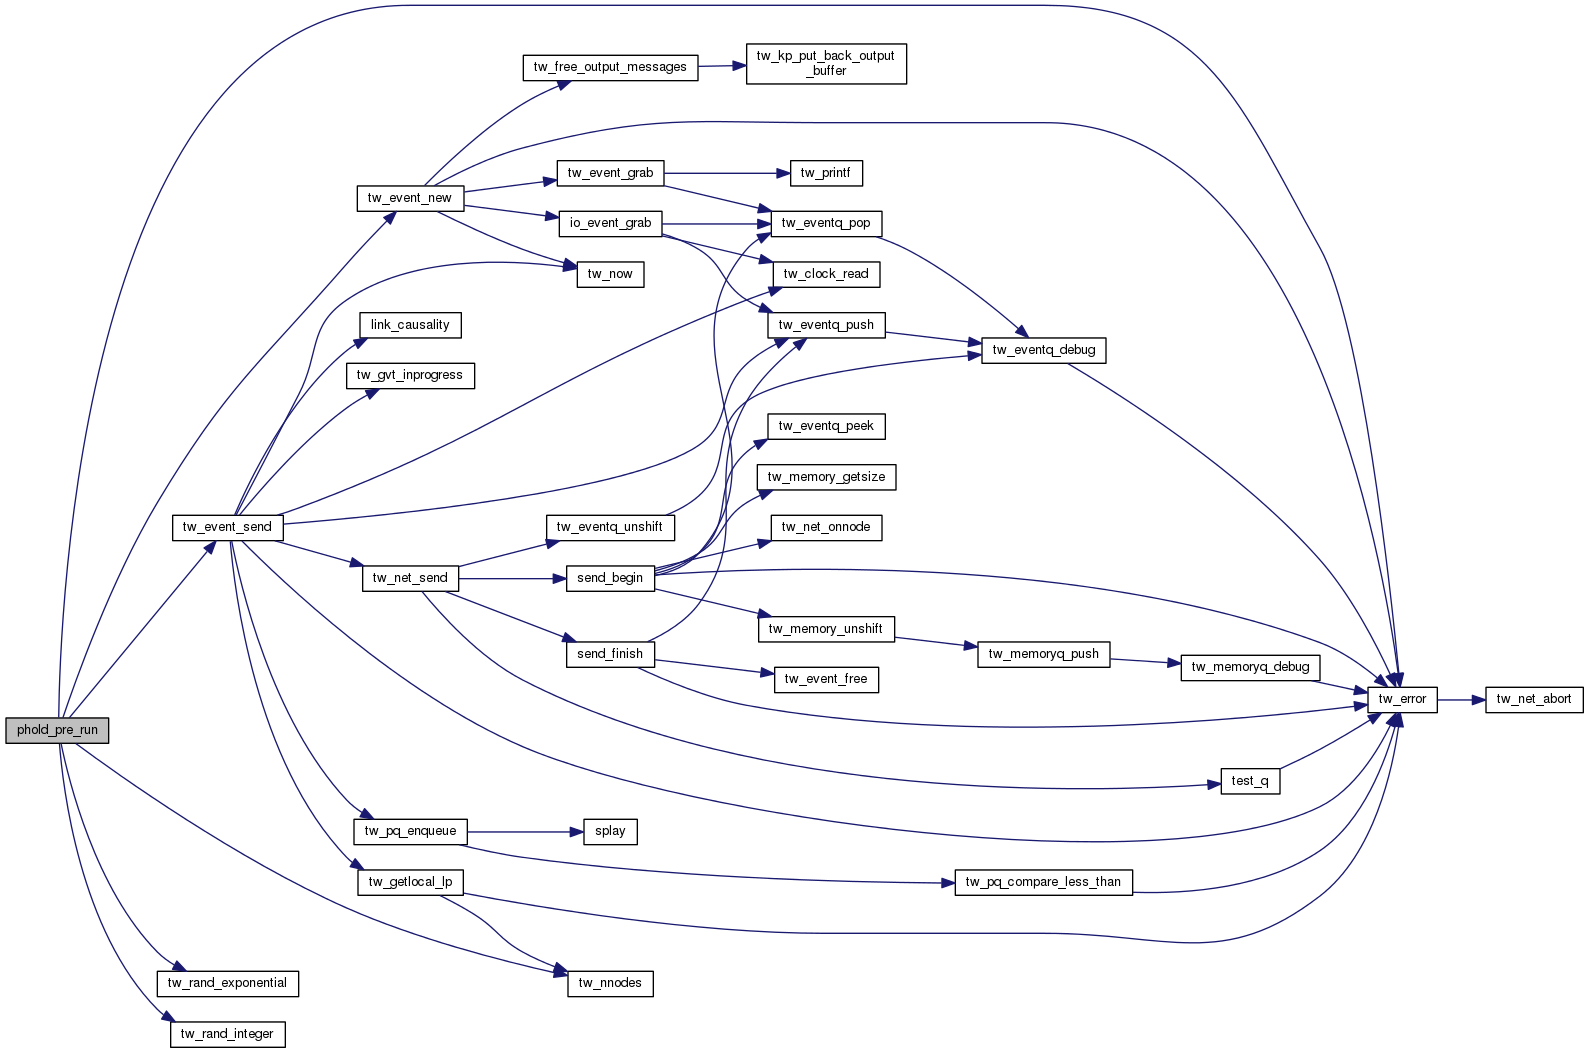 tw_free_output_messages
tw_kp_put_back_output
_buffer
tw_event_grab
tw_printf
tw_event_new
io_event_grab
tw_eventq_pop
tw_now
tw_clock_read
link_causality
tw_eventq_push
tw_eventq_debug
tw_gvt_inprogress
tw_eventq_peek
tw_memory_getsize
tw_event_send
tw_eventq_unshift
tw_net_onnode
tw_net_send
send_begin
tw_memory_unshift
send_finish
tw_memoryq_push
tw_memoryq_debug
tw_event_free
tw_error
tw_net_abort
phold_pre_run
test_q
tw_pq_enqueue
splay
tw_getlocal_lp
tw_pq_compare_less_than
tw_rand_exponential
tw_nnodes
tw_rand_integer